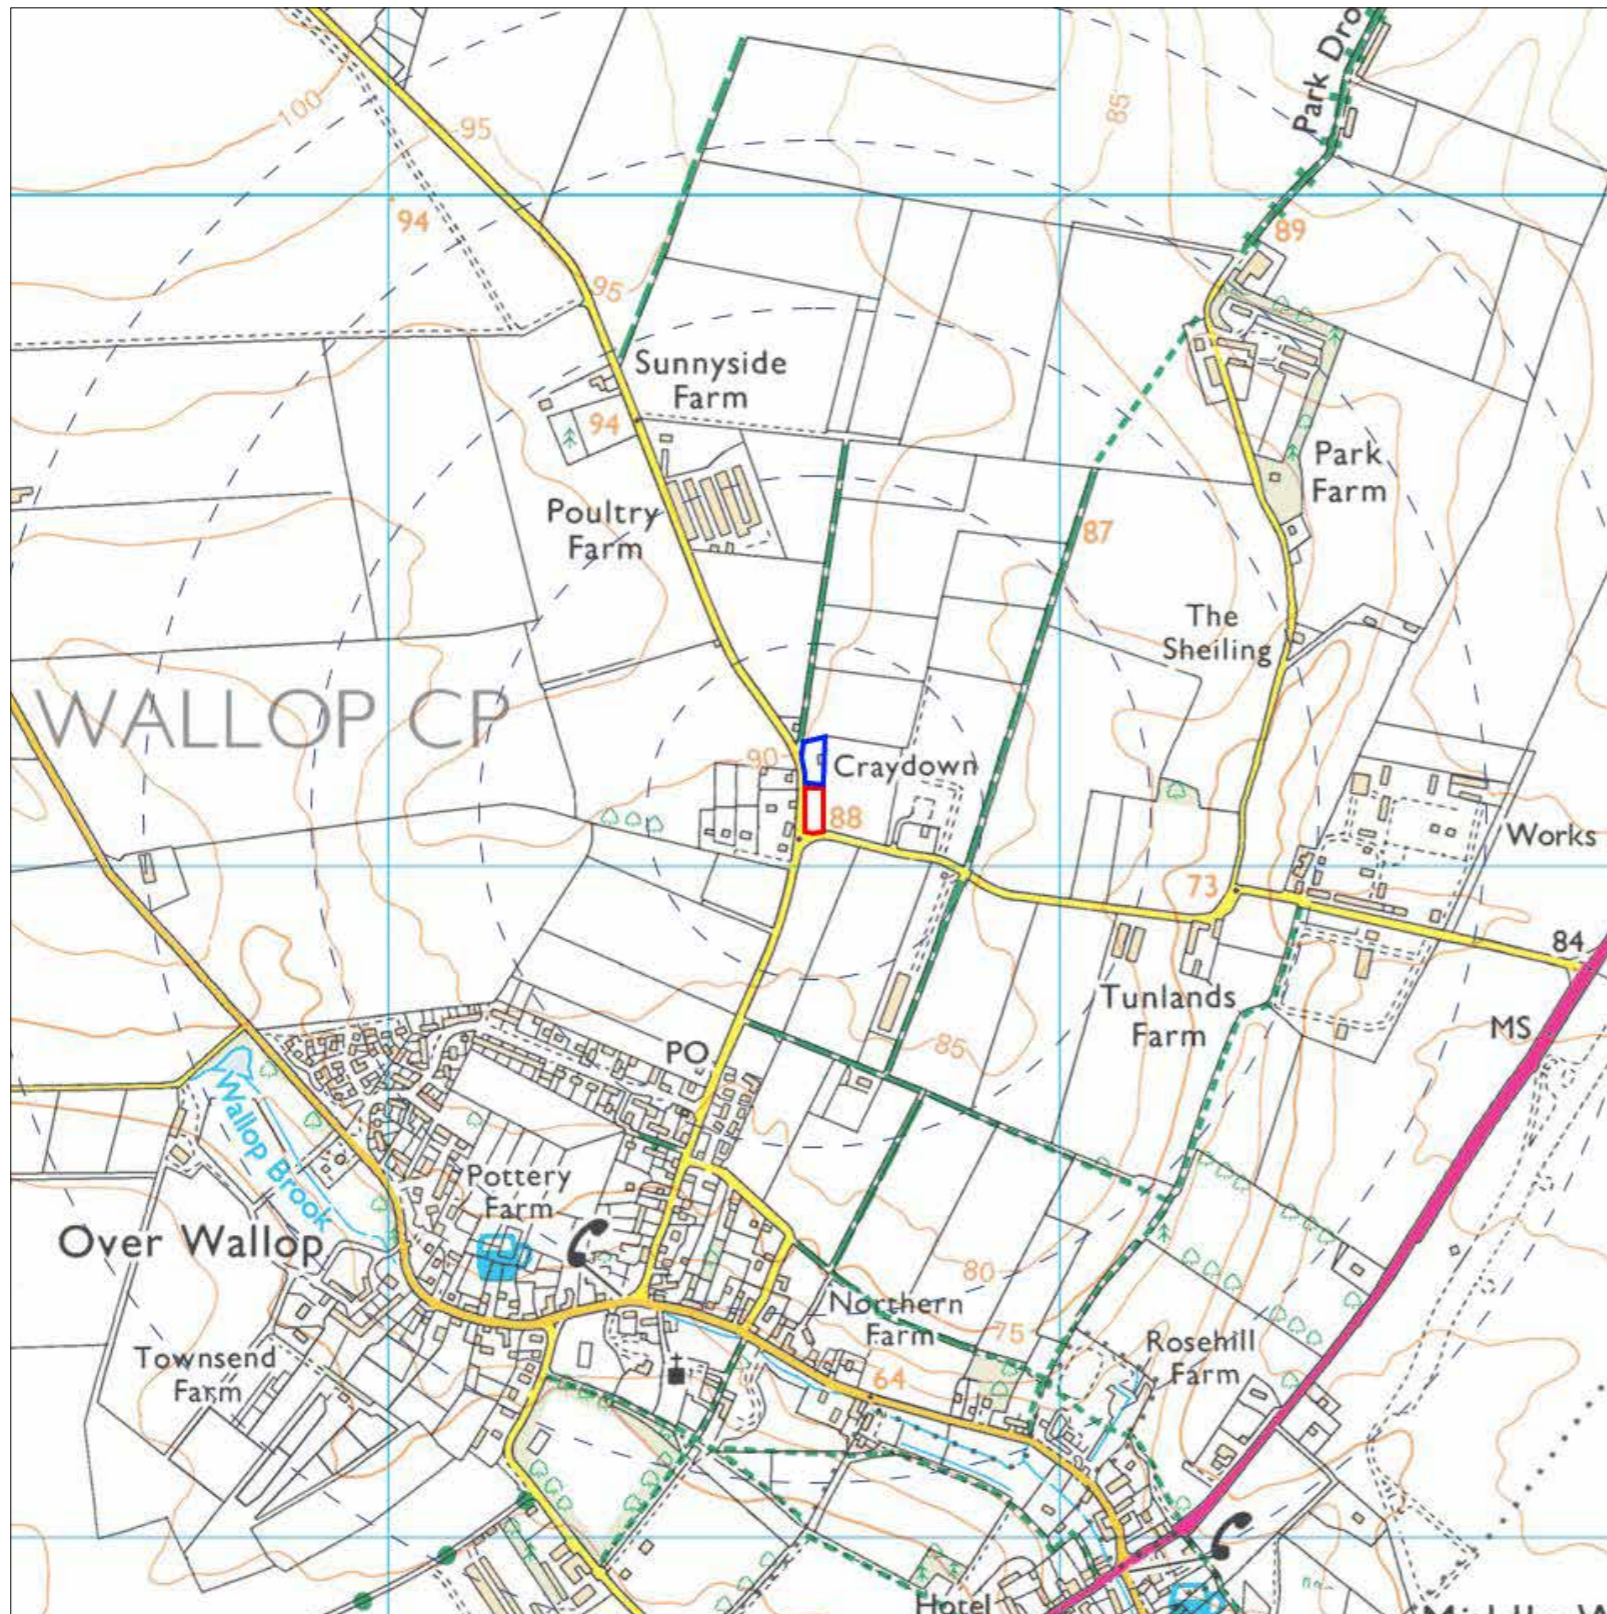 Park Dro
100
95
85
94
89
95
Sunnyside
Farm
94
Park
Farm
Poultry
Farm
87
The
Sheiling
WALLOP CP
90
Craydown
88
Works
73
84
Tunlands
Farm
MS
85
PO
Wallop Brook
Pottery
Farm
Over Wallop
80
Northern
Farm
75
Rosehill
Farm
Townsend
Farm
64
Hotel